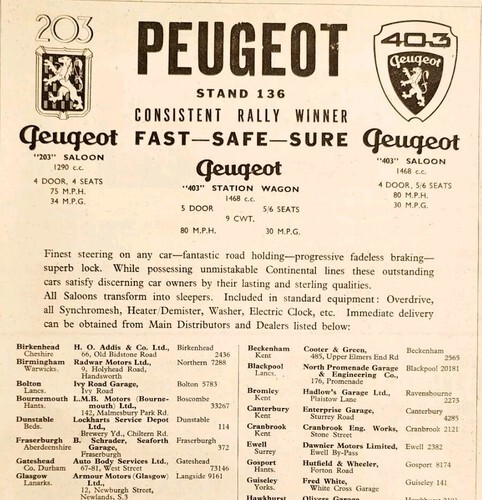 203
PEUGEOT
403
Peugeot
STAND 136
CONSISTENT RALLY WINNER
FAST—SAFE—SURE
Peugeot
"203" SALOON
1290 c.c.
4 DOOR, 4 SEATS
75 M.P.H.
34 M.P.G.
Peugeot
"403" STATION WAGON
1468 c.c.
5 DOOR 5/6 SEATS
9 CWT,
80 M.P.H. 30 M.P.G.
Peugeot
"403" SALOON
1468 c.c.
4 DOOR, 5/6 SEATS
80 M.P.H.
30 M.P.G.
Finest steering on any car—fantastic road holding—progressive fadeless braking—
superb lock. While possessing unmistakable Continental lines these outstanding
cars satisfy discerning car owners by their lasting and sterling qualities.
All Saloons transform into sleepers. Included in standard equipment: Overdrive,
all Synchromesh, Heater/Demister, Washer, Electric Clock, etc. Immediate delivery
can be obtained from Main Distributors and Dealers listed below:
Birkenhead H. O. Addis & Co. Ltd., Birkenhead
Cheshire 66, Old Bidstone Road 2436
Birmingham Radwar Motors Ltd., Northern 7288
Warwicks. 9, Holyhead Road,
Handsworth
Bolton Ivy Road Garage, Bolton 5783
Lancs. Ivy Road
Bournemouth L.M.B. Motors (Bourne- Boscombe
Hants. mouth) Ltd., 33267
142, Malmesbury Park Rd.
Dunstable Lockharts Service Depot Dunstable
Beds. Ltd., 114
Brewery Yd., Chiltern Rd.
Fraserburgh B. Schrader, Seaforth Fraserburgh
Aberdeenshire Garage, 372
Fraserburgh
Gateshead Auto Body Services Ltd., Gateshead
Co. Durham 67-81, West Street 73146
Glasgow Armour Motors (Glasgow) Langside 9161
Lanarks. Ltd.,
12, Newburgh Street,
Newlands, S.3
Beckenham Cooter & Green, Beckenham
Kent 485, Upper Elmers End Rd 2565
Blackpool North Promenade Garage Blackpool 20181
Lancs. & Engineering Co.,
176, Promenade
Bromley Hadlow's Garage Ltd., Ravensbourne
Kent Plaistow Lane 2275
Canterbury Enterprise Garage, Canterbury
Kent Sturrey Road 4285
Cranbrook Cranbrook Eng. Works, Cranbrook 2121
Kent Stone Street
Ewell Dawnier Motors Limited, Ewell 2382
Surrey Ewell By-Pass
Gosport Hutfield & Wheeler, Gosport 8174
Hants. Forton Road
Guiseley Fred White, Guiseley 141
Yorks. White Cross Garage
Hawkhurst Olivers Garage, Hawkhurst